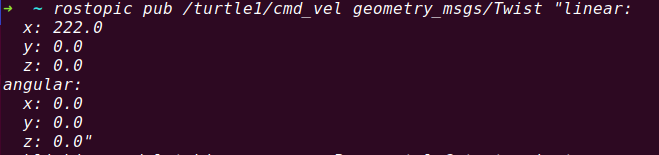 ➜ ~ rostopic pub /turtle1/cmd_vel geometry_msgs/Twist "linear:
  x: 222.0
  y: 0.0
  z: 0.0
angular:
  x: 0.0
  y: 0.0
  z: 0.0"